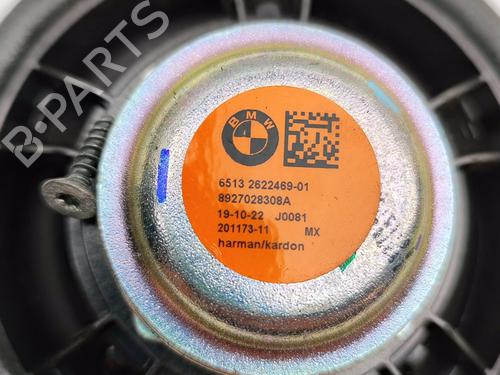 B-PARTS
BMW
6513 2622469-01
8927028308A
19-10-22 J0081
201173-11 MX
harman/kardon